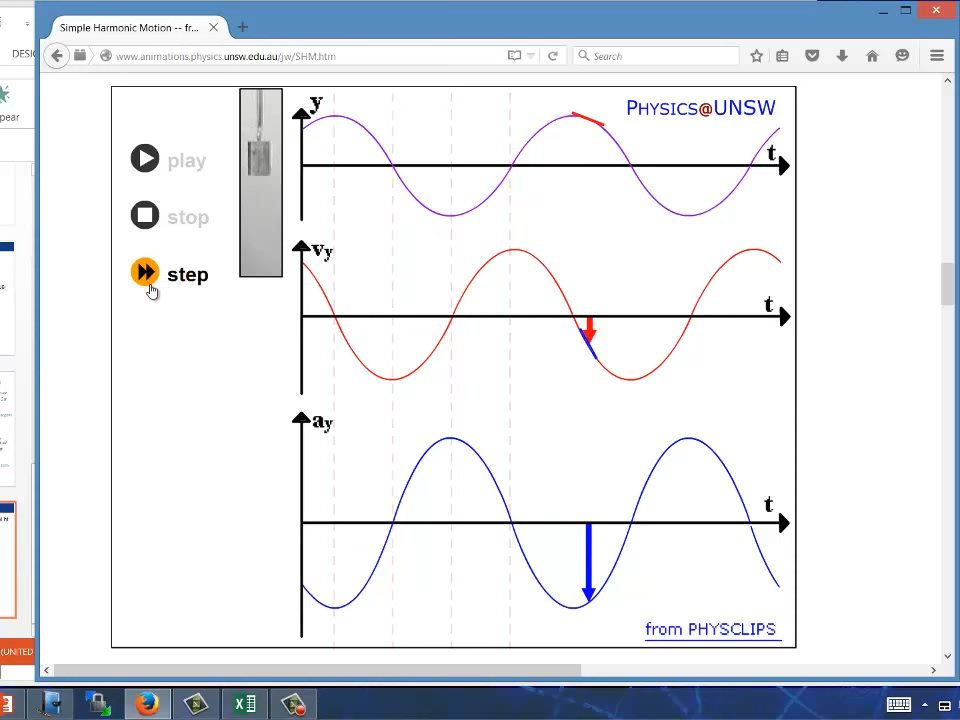 Simple Harmonic Motion -- fr...
DESI
www.animations.physics.unsw.edu.au/jw/SHM.htm
Search
pear
y
PHYSICS@UNSW
play
t
stop
vy
step
t
ay
t
from PHYSCLIPS
(UNITED